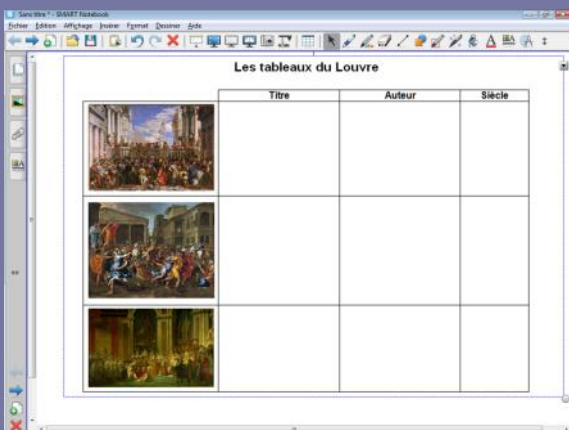 Sans titre * - SMART Notebook
Fichier Edition Affichage Insérer Format Dessiner Aide
Les tableaux du Louvre
Titre Auteur Siècle